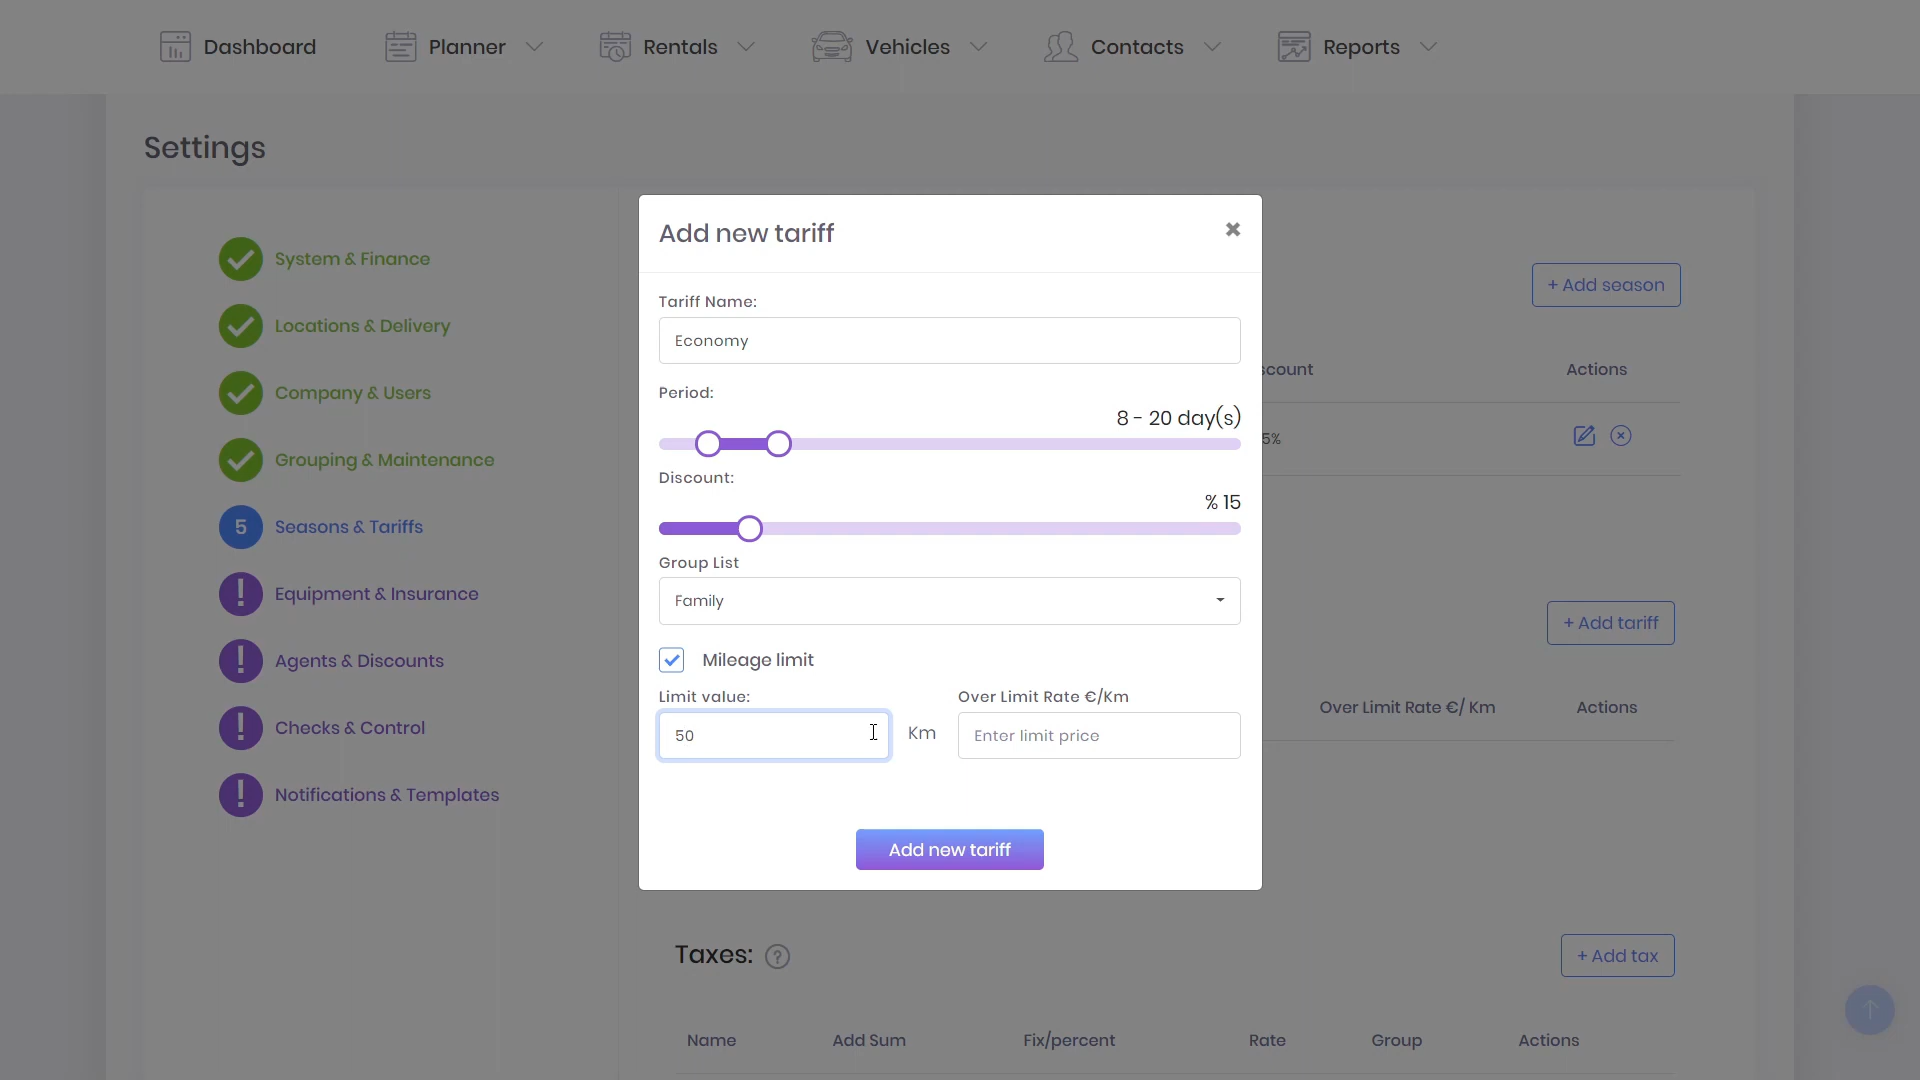 Dashboard
Planner
Rentals
Vehicles
Contacts
Reports
Settings
System & Finance
Locations & Delivery
Company & Users
Grouping & Maintenance
5 Seasons & Tariffs
! Equipment & Insurance
! Agents & Discounts
! Checks & Control
! Notifications & Templates
Add new tariff
Tariff Name:
Economy
Period:
8 - 20 day(s)
Discount:
% 15
Group List
Family
Mileage limit
Limit value:
50
Km
Over Limit Rate €/Km
Enter limit price
Add new tariff
+ Add season
scount
Actions
5%
+ Add tariff
Over Limit Rate €/ Km
Actions
Taxes: ?
+ Add tax
Name
Add Sum
Fix/percent
Rate
Group
Actions